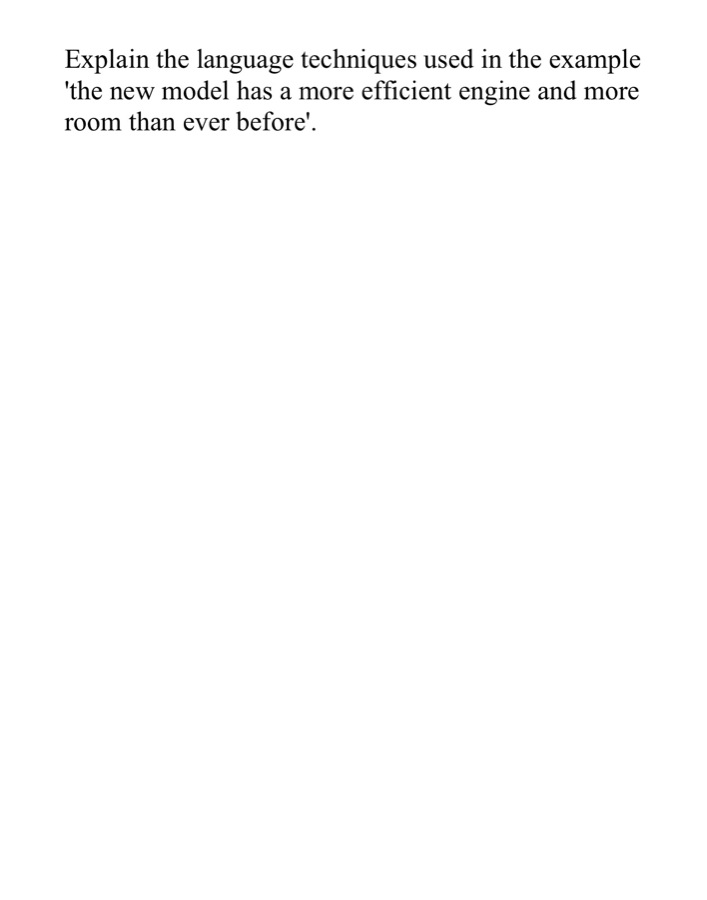 Explain the language techniques used in the example
'the new model has a more efficient engine and more
room than ever before'.